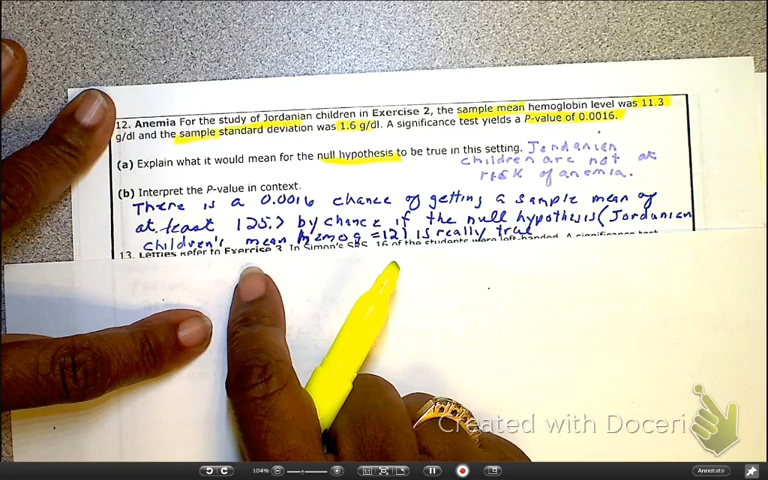 12. Anemia For the study of Jordanian children in Exercise 2, the sample mean hemoglobin level was 11.3
g/dl and the sample standard deviation was 1.6 g/dl. A significance test yields a P-value of 0.0016.
(a) Explain what it would mean for the null hypothesis to be true in this setting. Jordanian
children are not at
risk of anemia.
(b) Interpret the P-value in context.
There is a 0.0016 chance of getting a sample mean of
at least 125.7 by chance if the null hypothesis (Jordanian
children's mean hemog =12) is really true
13. Lefties Refer to Exercise 3. In Simon's SRS, 16 of the students were left-handed. A significance test
Created with Doceri
104%
Annotate